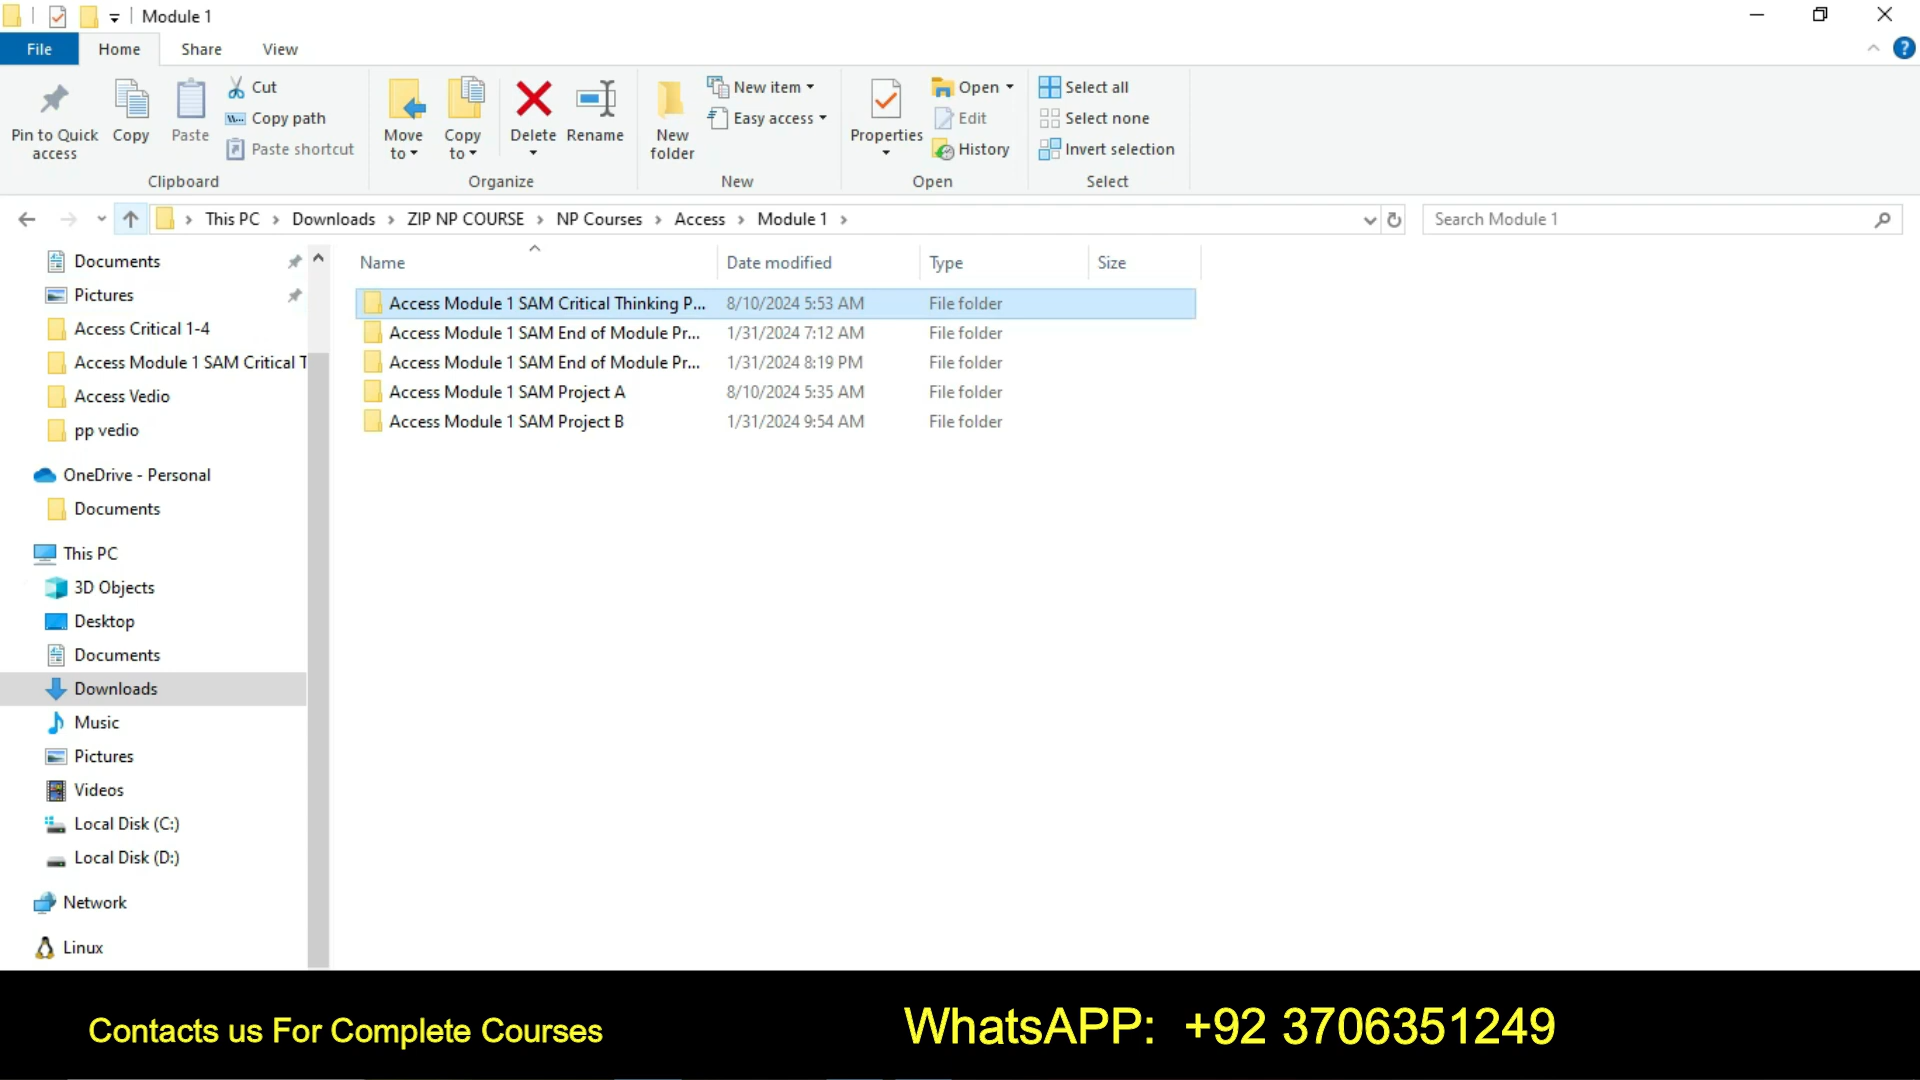 Module 1
File
Home
Share
View
Pin to Quick access
Copy
Paste
Cut
Copy path
Paste shortcut
Clipboard
Move to
Copy to
Delete
Rename
Organize
New folder
New item
Easy access
New
Properties
Open
Edit
History
Open
Select all
Select none
Invert selection
Select
This PC > Downloads > ZIP NP COURSE > NP Courses > Access > Module 1 >
Search Module 1
Documents
Pictures
Access Critical 1-4
Access Module 1 SAM Critical T
Access Vedio
pp vedio
OneDrive - Personal
Documents
This PC
3D Objects
Desktop
Documents
Downloads
Music
Pictures
Videos
Local Disk (C:)
Local Disk (D:)
Network
Linux
Name Date modified Type Size
Access Module 1 SAM Critical Thinking P... 8/10/2024 5:53 AM File folder
Access Module 1 SAM End of Module Pr... 1/31/2024 7:12 AM File folder
Access Module 1 SAM End of Module Pr... 1/31/2024 8:19 PM File folder
Access Module 1 SAM Project A 8/10/2024 5:35 AM File folder
Access Module 1 SAM Project B 1/31/2024 9:54 AM File folder
Contacts us For Complete Courses
WhatsAPP: +92 3706351249